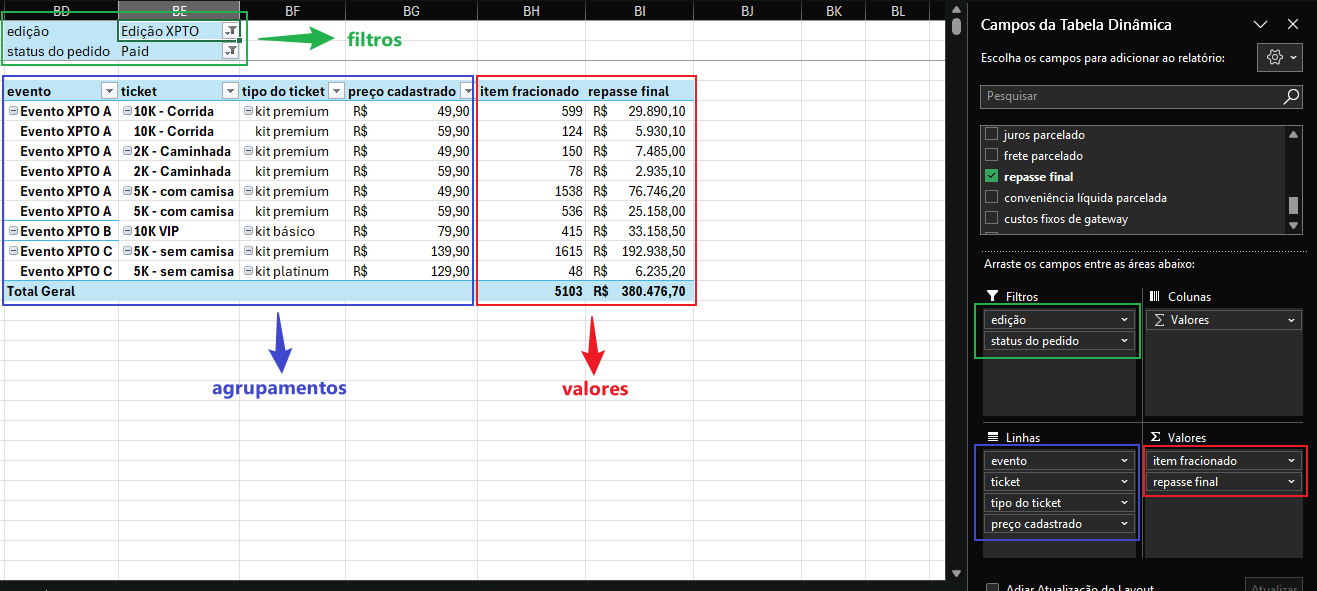 BD BE BF BG BH BI BJ BK BL
edição Edição XPTO
status do pedido Paid
filtros
evento ticket tipo do ticket preço cadastrado item fracionado repasse final
Evento XPTO A 10K - Corrida kit premium R$ 49,90 599 R$ 29.890,10
Evento XPTO A 10K - Corrida kit premium R$ 59,90 124 R$ 5.930,10
Evento XPTO A 2K - Caminhada kit premium R$ 49,90 150 R$ 7.485,00
Evento XPTO A 2K - Caminhada kit premium R$ 59,90 78 R$ 2.935,10
Evento XPTO A 5K - com camisa kit premium R$ 49,90 1538 R$ 76.746,20
Evento XPTO A 5K - com camisa kit premium R$ 59,90 536 R$ 25.158,00
Evento XPTO B 10K VIP kit básico R$ 79,90 415 R$ 33.158,50
Evento XPTO C 5K - sem camisa kit premium R$ 139,90 1615 R$ 192.938,50
Evento XPTO C 5K - sem camisa kit platinum R$ 129,90 48 R$ 6.235,20
Total Geral 5103 R$ 380.476,70
agrupamentos
valores
Campos da Tabela Dinâmica
Escolha os campos para adicionar ao relatório:
Pesquisar
juros parcelado
frete parcelado
repasse final
conveniência líquida parcelada
custos fixos de gateway
Arraste os campos entre as áreas abaixo:
Filtros
edição
status do pedido
Colunas
Σ Valores
Linhas
evento
ticket
tipo do ticket
preço cadastrado
Σ Valores
item fracionado
repasse final
Adiar Atualização do Layout
Atualizar